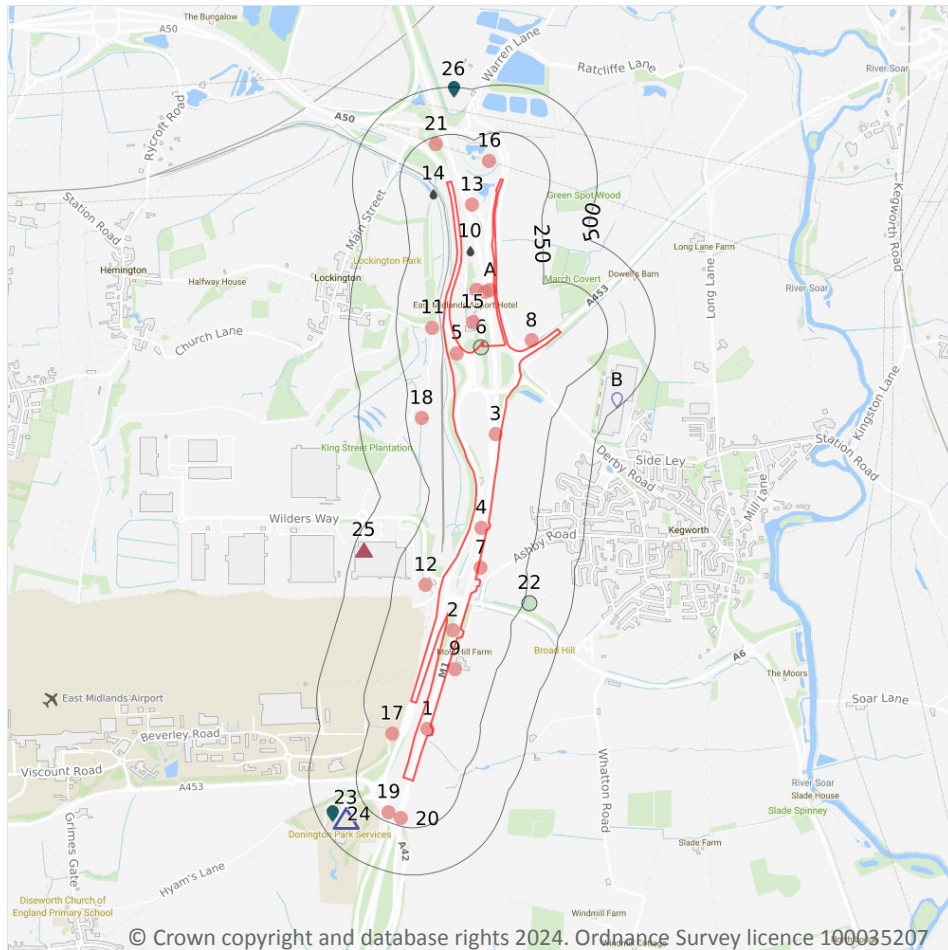 The Bungalow
A50
Warren Lane
26
Ratcliffe Lane
River Soar
Rycroft Road
A50
21
16
14
13
Green Spot Wood
Kegworth Road
Station Road
Main Street
500
250
10
Long Lane Farm
Lockington Park
Hemington
Lockington
Halfway House
A
March Covert
Dowell's Barn
River Soar
A453
Long Lane
East Midlands Airport Hotel
15
11
8
Church Lane
5
6
B
18
3
Kingston Lane
King Street Plantation
Station Road
Derby Road
Side Ley
Mill Lane
Wilders Way
4
25
Kegworth
Ashby Road
7
12
22
2
Broad Hill
A6
9
M1
The Moors
East Midlands Airport
Soar Lane
1
17
Beverley Road
Viscount Road
A453
Whatton Road
River Soar
Slade House
Slade Spinney
23
24
19
20
Donington Park Services
Grimes Gate
A42
Slade Farm
Hyam's Lane
Diseworth Church of
England Primary School
Windmill Farm
© Crown copyright and database rights 2024. Ordnance Survey licence 100035207